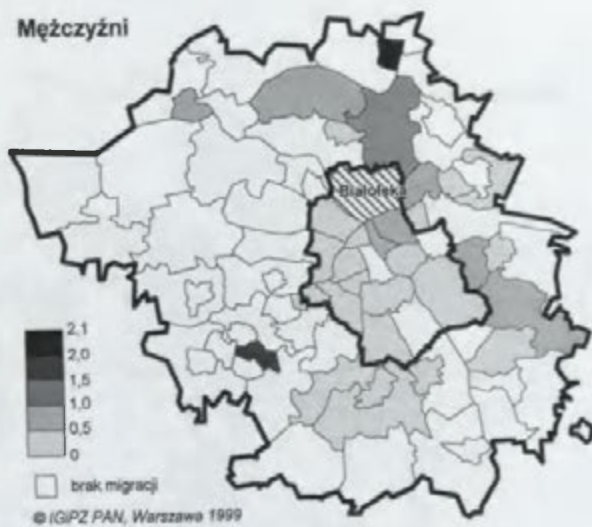 Mężczyźni
Białołęka
2,1
2,0
1,5
1,0
0,5
0
brak migracji
© IGiPZ PAN, Warszawa 1999